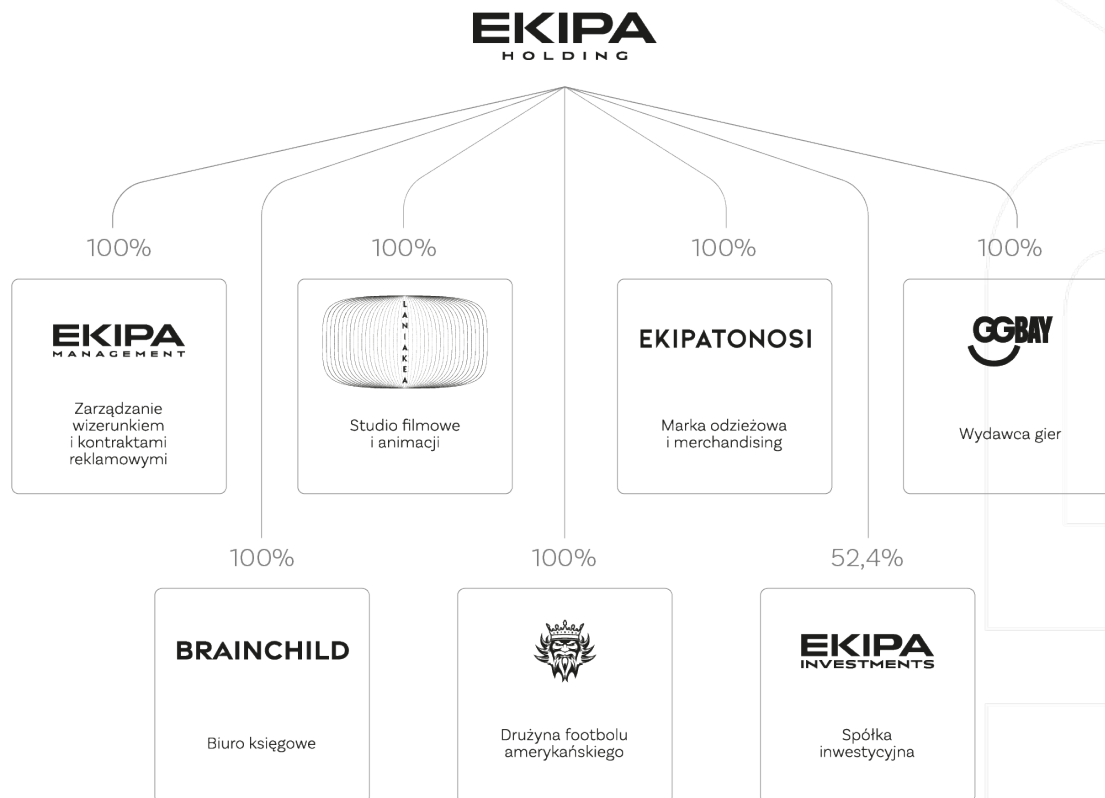 EKIPA
HOLDING
100%
100%
100%
100%
EKIPA
MANAGEMENT
Zarządzanie
wizerunkiem
i kontraktami
reklamowymi
LANIAKEA
Studio filmowe
i animacji
EKIPATONOSI
Marka odzieżowa
i merchandising
GGBAY
Wydawca gier
100%
100%
52,4%
BRAINCHILD
Biuro księgowe
Drużyna footbolu
amerykańskiego
EKIPA
INVESTMENTS
Spółka
inwestycyjna